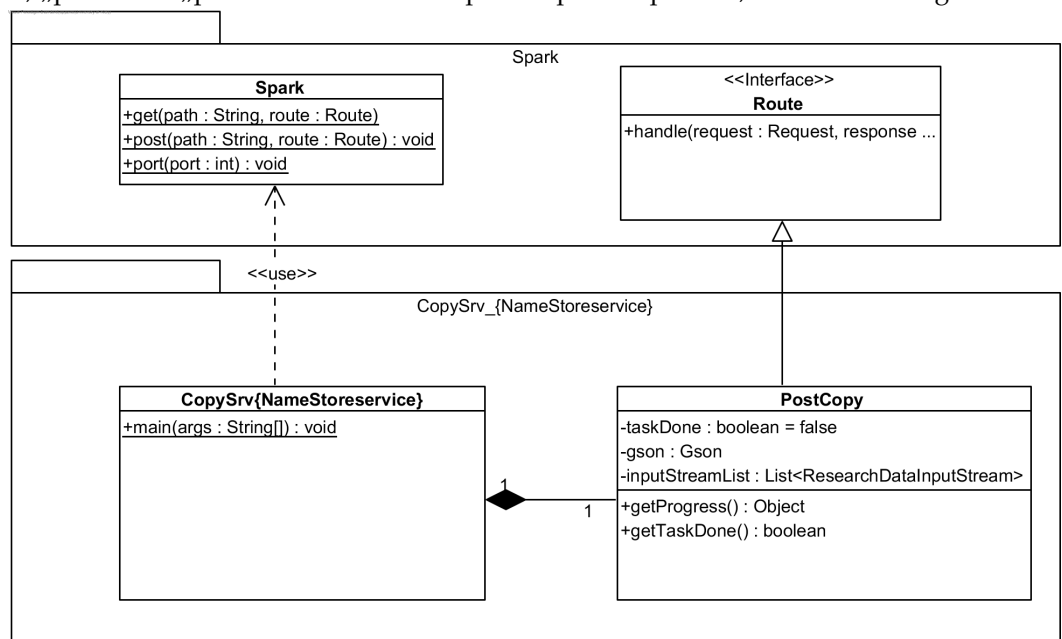 Spark
Spark
+get(path : String, route : Route)
+post(path : String, route : Route) : void
+port(port : int) : void
<<Interface>>
Route
+handle(request : Request, response ...
<<use>>
CopySrv_{NameStoreservice}
CopySrv{NameStoreservice}
+main(args : String[]) : void
1
1
PostCopy
-taskDone : boolean = false
-gson : Gson
-inputStreamList : List<ResearchDataInputStream>
+getProgress() : Object
+getTaskDone() : boolean